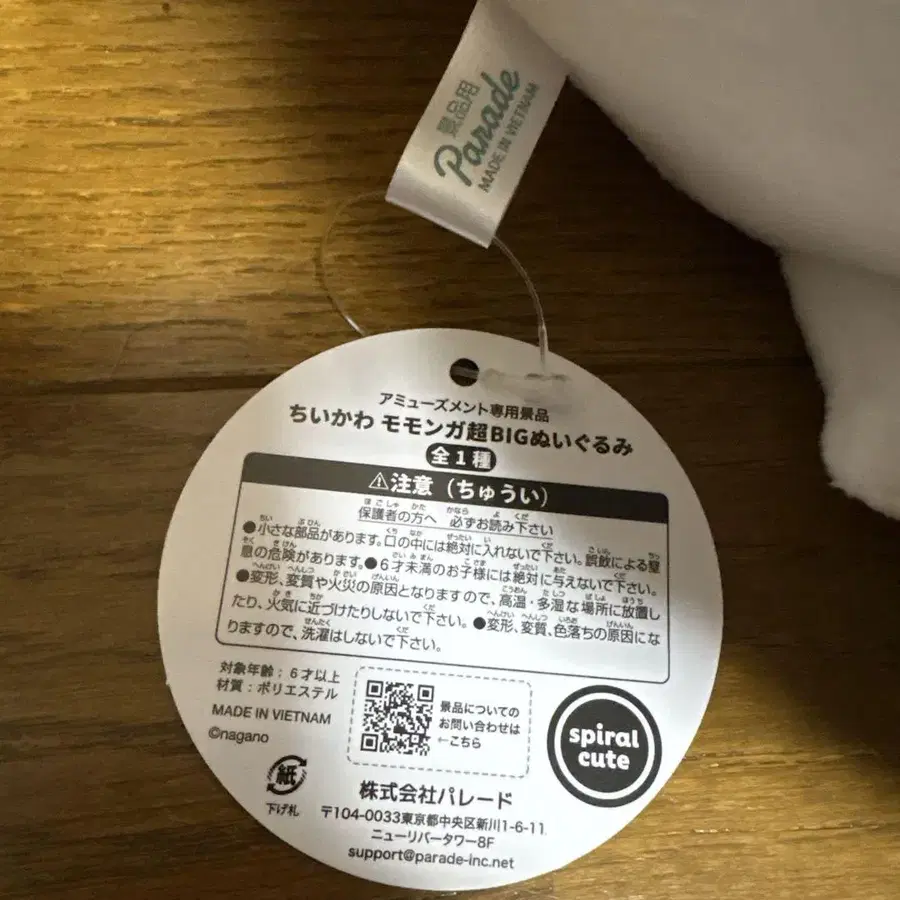 景品用
Parade
MADE IN VIETNAM
アミューズメント専用景品
ちいかわ モモンガ超BIGぬいぐるみ
全1種
⚠注意（ちゅうい）
保護者の方へ 必ずお読み下さい
●小さな部品があります。口の中には絶対に入れないで下さい。誤飲による窒
息の危険があります。●6才未満のお子様には絶対に与えないで下さい。
●変形、変質や火災の原因となりますので、高温・多湿な場所に放置し
たり、火気に近づけたりしないで下さい。●変形、変質、色落ちの原因にな
りますので、洗濯はしないで下さい。
対象年齢：6才以上
材質：ポリエステル
MADE IN VIETNAM
©nagano
景品についての
お問い合わせは
←こちら
spiral
cute
紙
下げ札
株式会社パレード
〒104-0033東京都中央区新川1-6-11
ニューリバータワー8F
support@parade-inc.net